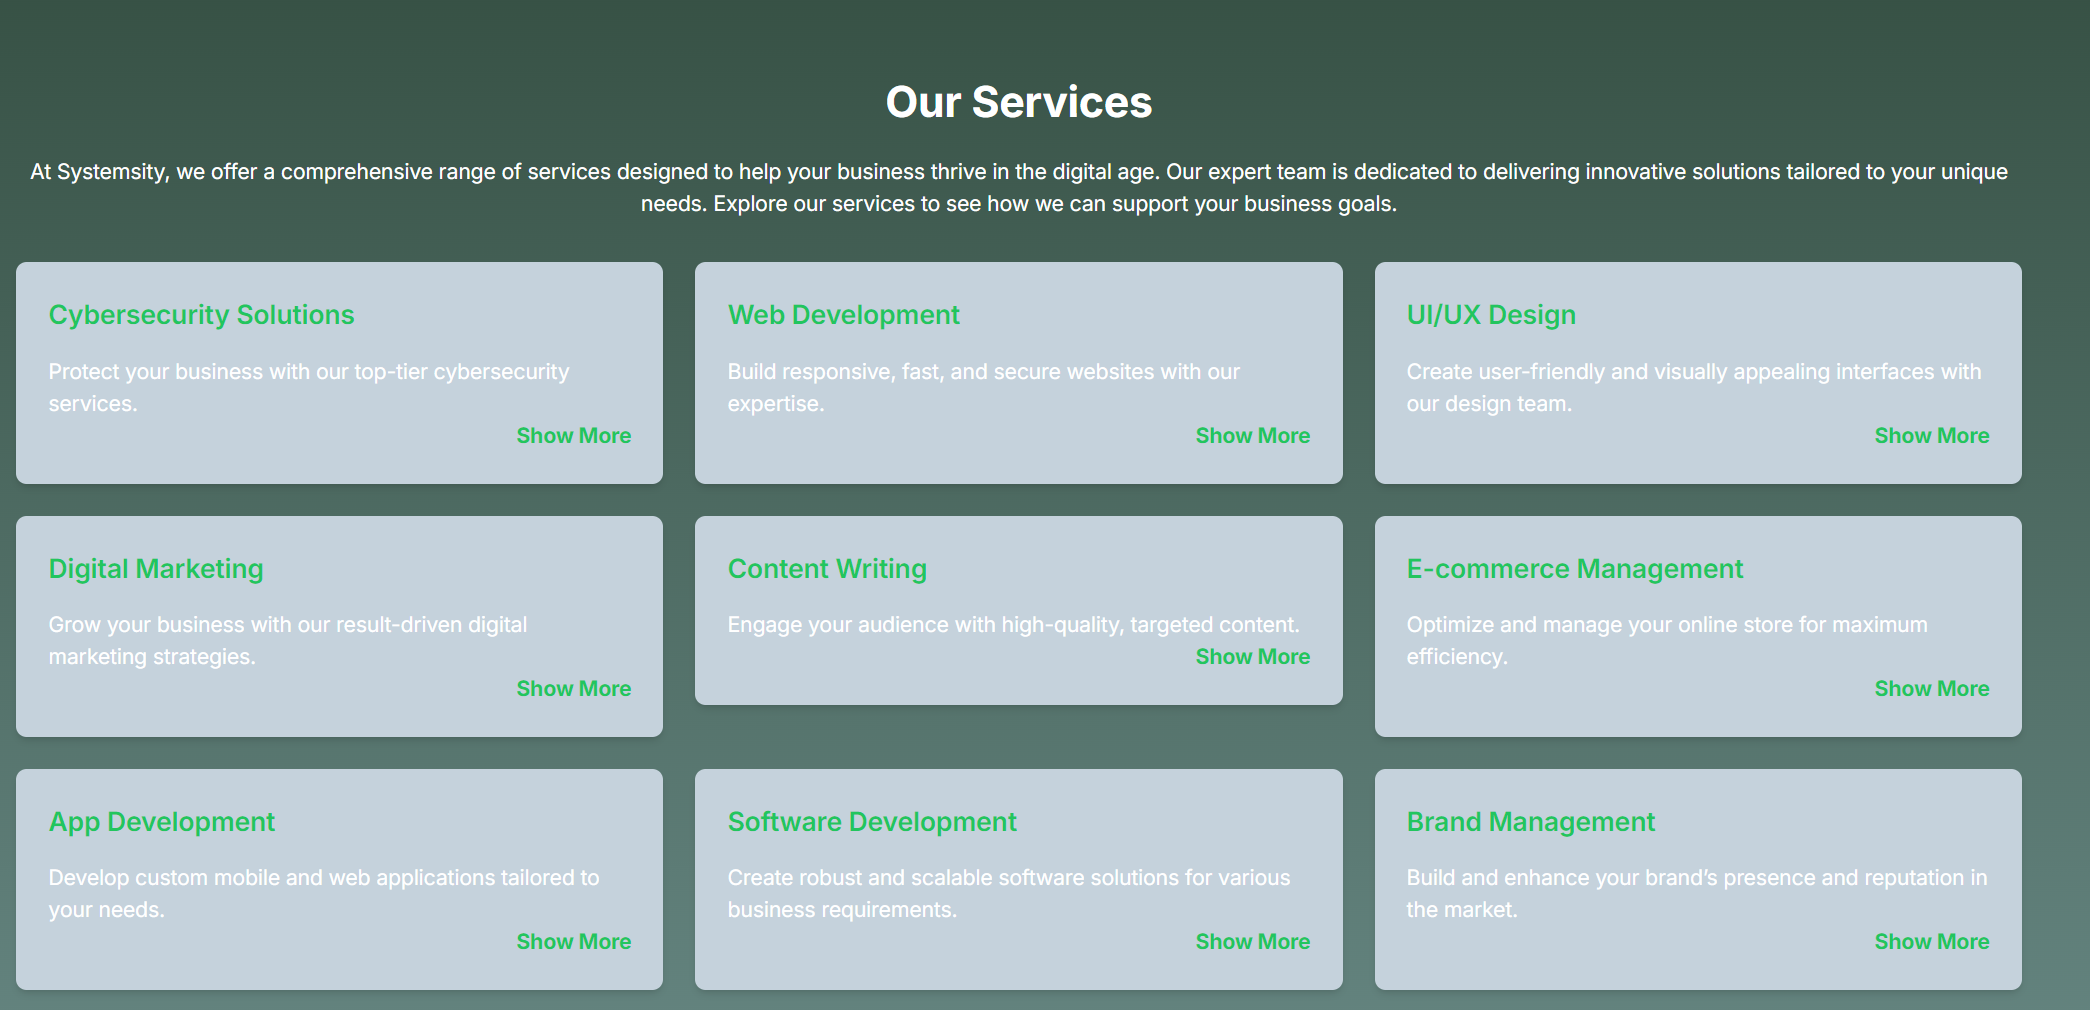 Our Services
At Systemsity, we offer a comprehensive range of services designed to help your business thrive in the digital age. Our expert team is dedicated to delivering innovative solutions tailored to your unique
needs. Explore our services to see how we can support your business goals.
Cybersecurity Solutions
Protect your business with our top-tier cybersecurity
services.
Show More
Web Development
Build responsive, fast, and secure websites with our
expertise.
Show More
UI/UX Design
Create user-friendly and visually appealing interfaces with
our design team.
Show More
Digital Marketing
Grow your business with our result-driven digital
marketing strategies.
Show More
Content Writing
Engage your audience with high-quality, targeted content.
Show More
E-commerce Management
Optimize and manage your online store for maximum
efficiency.
Show More
App Development
Develop custom mobile and web applications tailored to
your needs.
Show More
Software Development
Create robust and scalable software solutions for various
business requirements.
Show More
Brand Management
Build and enhance your brand’s presence and reputation in
the market.
Show More